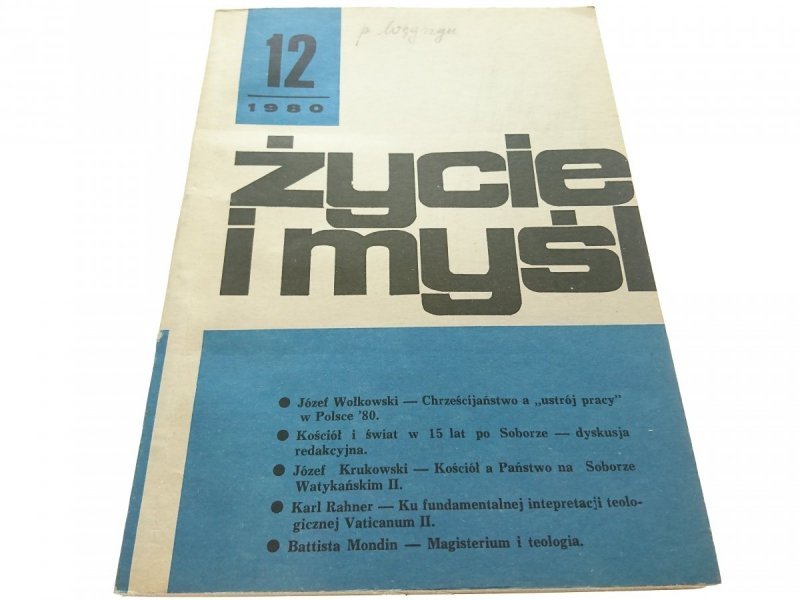 12
1980
życie
i myśl
● Józef Wołkowski — Chrześcijaństwo a „ustrój pracy"
w Polsce '80.
● Kościół i świat w 15 lat po Soborze — dyskusja
redakcyjna.
● Józef Krukowski — Kościół a Państwo na Soborze
Watykańskim II.
● Karl Rahner — Ku fundamentalnej intepretacji teolo-
gicznej Vaticanum II.
● Battista Mondin — Magisterium i teologia.